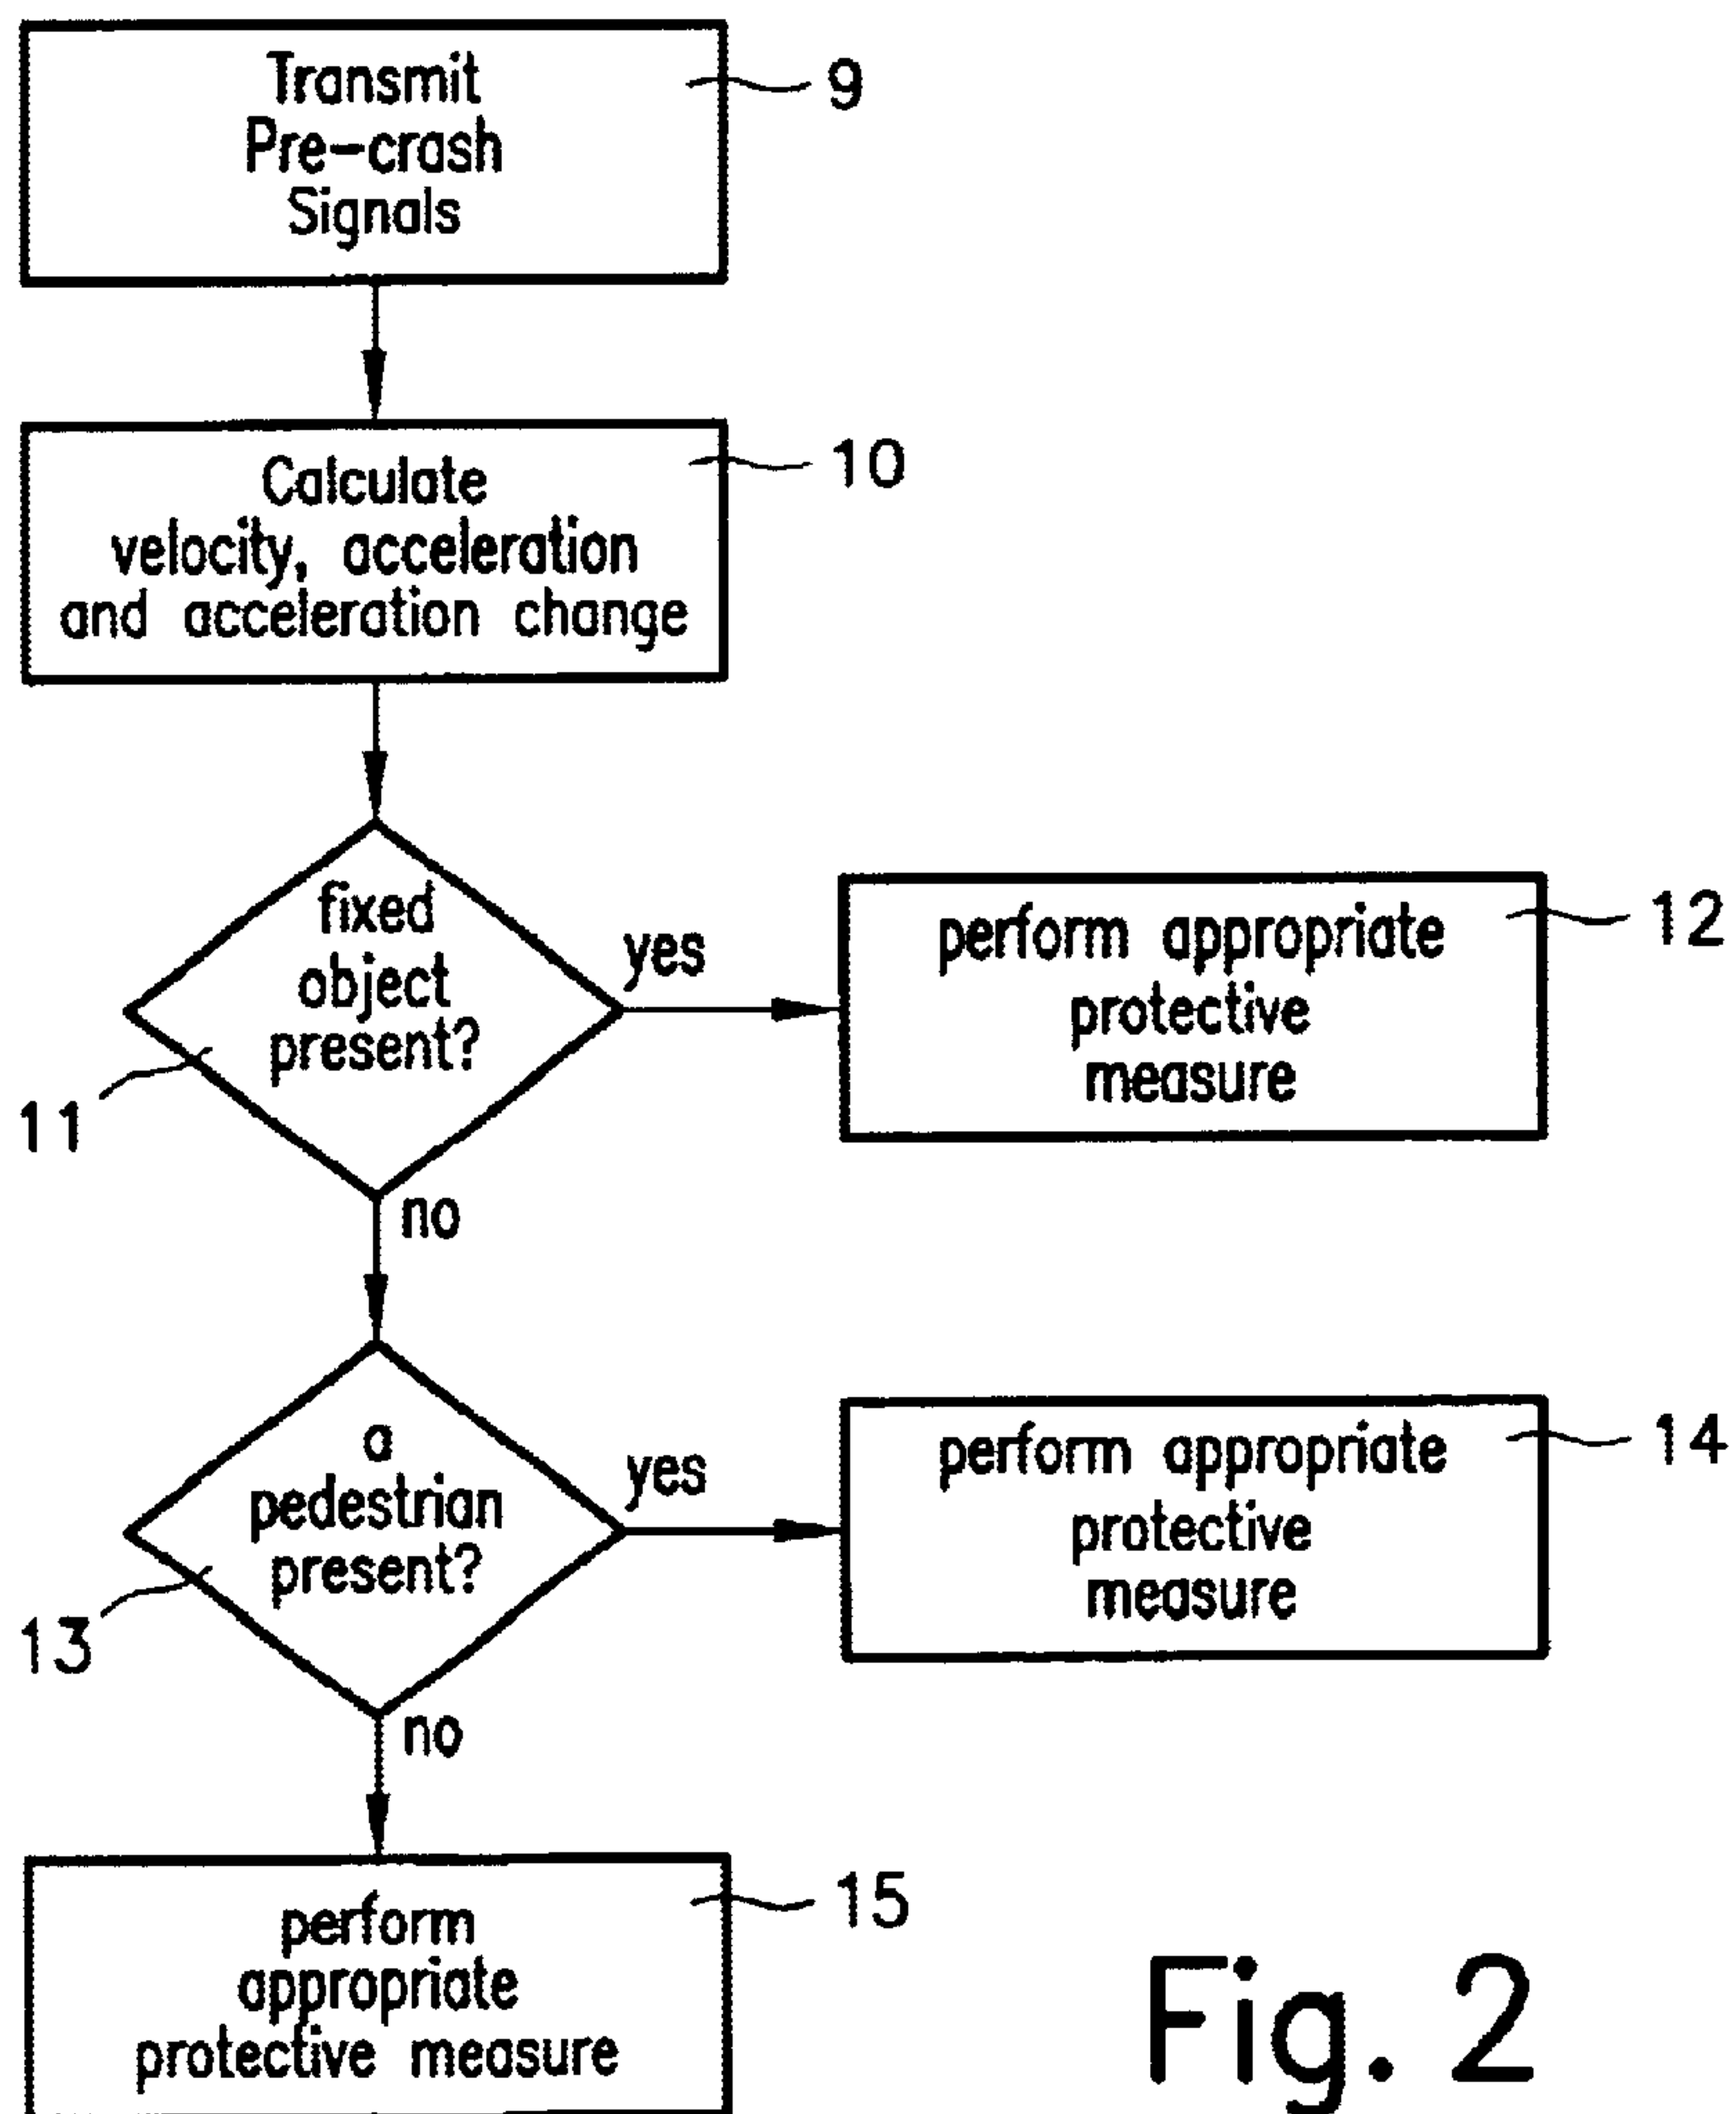 Transmit
Pre-crash
Signals
9
Calculate
velocity, acceleration
and acceleration change
10
fixed
object
present?
11
yes
perform appropriate
protective
measure
12
no
a
pedestrian
present?
13
yes
perform appropriate
protective
measure
14
no
perform
appropriate
protective measure
15
Fig. 2